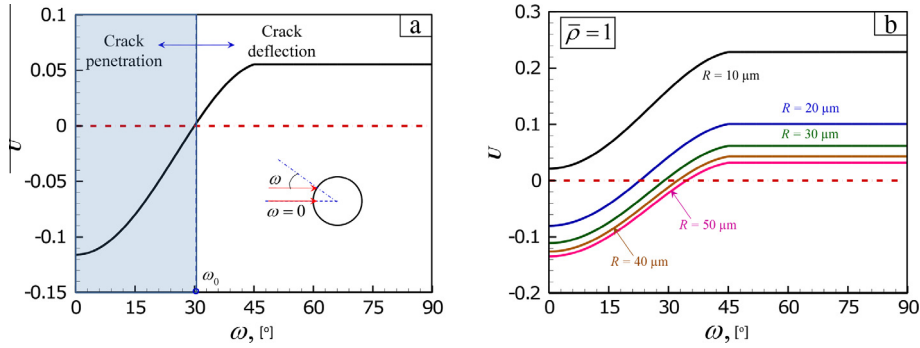 0.1
0.05
0
-0.05
-0.1
-0.15
0 15 30 45 60 75 90
U
ω, [º]
Crack penetration
Crack deflection
a
ω
ω = 0
ω₀
0.3
0.2
0.1
0
-0.1
0.2
0 15 30 45 60 75 90
U
ω, [º]
ρ̅ = 1
b
R = 10 µm
R = 20 µm
R = 30 µm
R = 50 µm
R = 40 µm